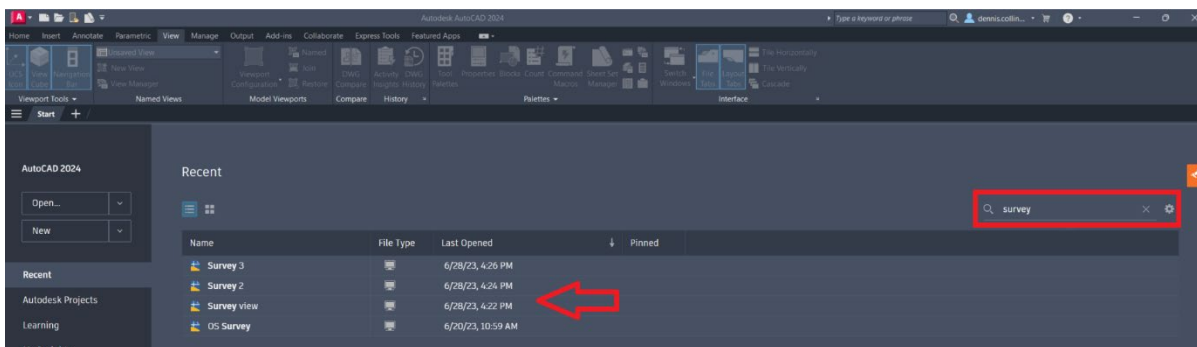 Autodesk AutoCAD 2024 Type a keyword or phrase dennis.collin...
Home Insert Annotate Parametric View Manage Output Add-ins Collaborate Express Tools Featured Apps
Unsaved View Named Tile Horizontally
New View Join Tile Vertically
View Manager Restore Cascade
UCS Icon View Cube Navigation Bar Viewport Configuration DWG Compare Activity Insights DWG History Tool Palettes Properties Blocks Count Command Macros Sheet Set Manager Switch Windows File Tabs Layout Tabs
Viewport Tools Named Views Model Viewports Compare History Palettes Interface
Start
AutoCAD 2024
Recent
Open...
survey
New
Name File Type Last Opened Pinned
Recent
Survey 3 6/28/23, 4:26 PM
Survey 2 6/28/23, 4:24 PM
Autodesk Projects
Survey view 6/28/23, 4:22 PM
Learning
OS Survey 6/20/23, 10:59 AM